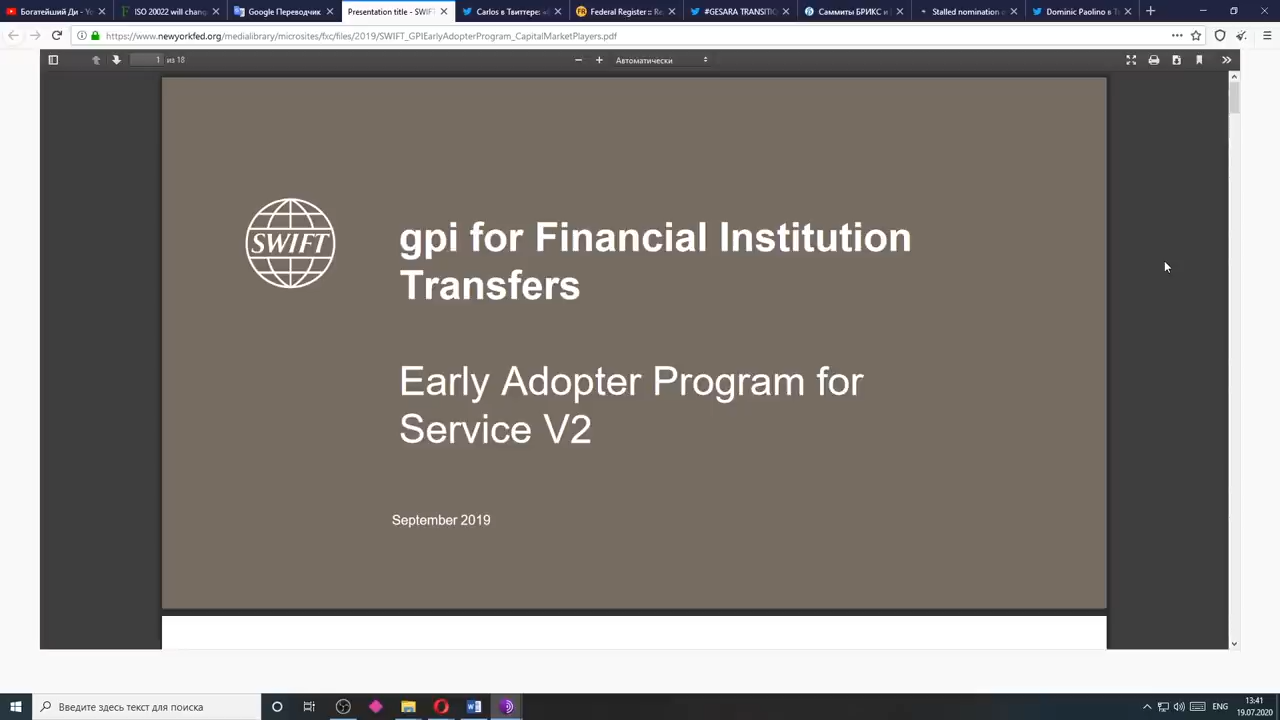 Богатейший Ди - Yo
ISO 20022 will chang
Google Переводчик
Presentation title - SWIFT
Carlos в Твиттере: «
Federal Register :: Re
#GESARA TRANSITIO
Саммиты БРИКС и
Stalled nomination o
Dominic Paolino в Тв
https://www.newyorkfed.org/medialibrary/microsites/fxc/files/2019/SWIFT_GPIEarlyAdopterProgram_CapitalMarketPlayers.pdf
1 из 18
Автоматически
SWIFT
gpi for Financial Institution
Transfers
Early Adopter Program for
Service V2
September 2019
Введите здесь текст для поиска
ENG
13:41
19.07.2020